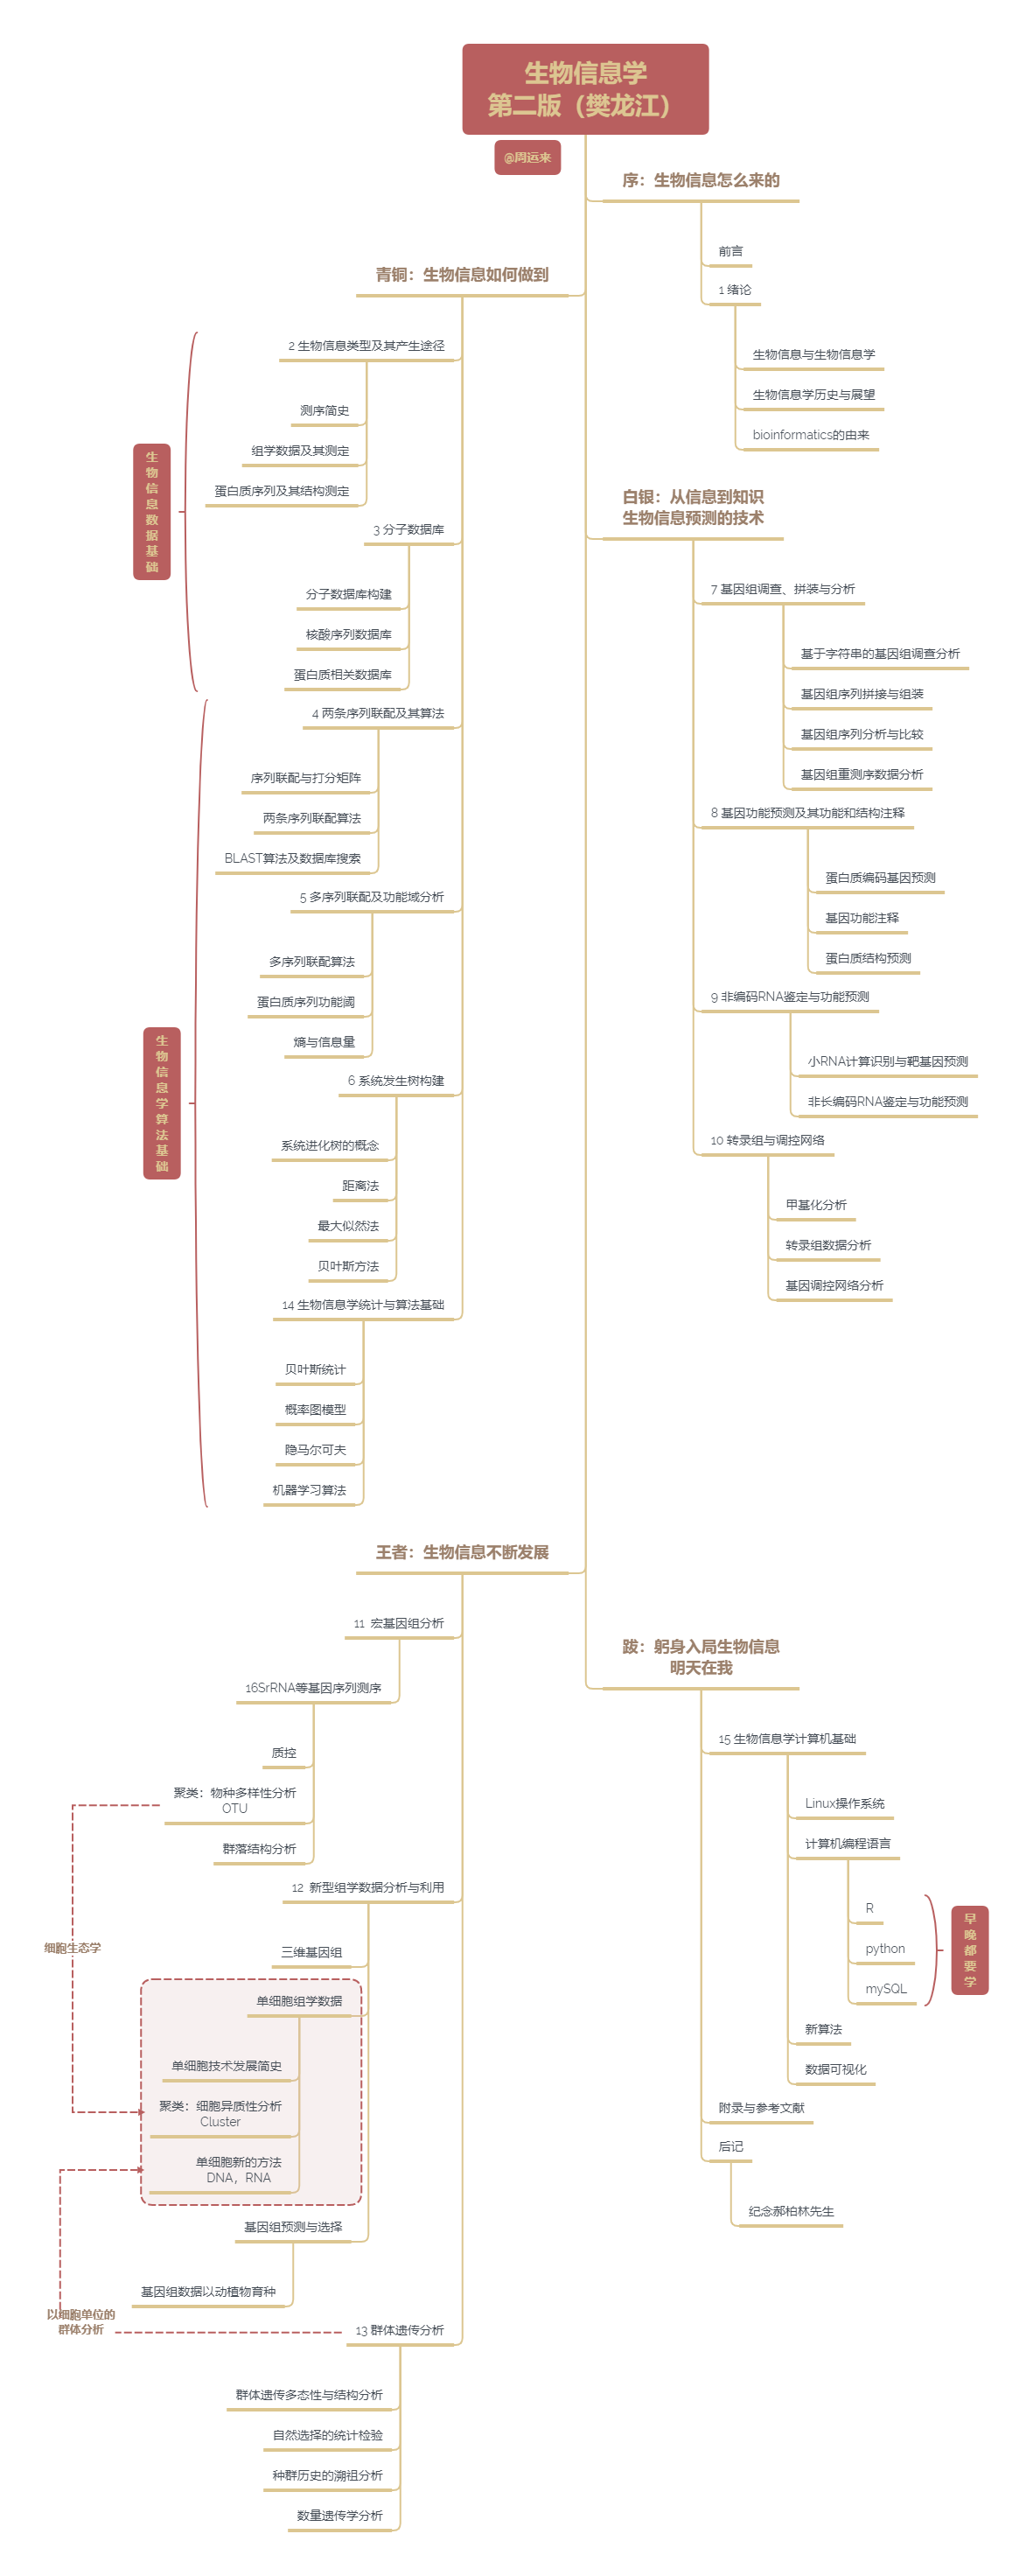 生物信息学
第二版（樊龙江）
@周运来
序：生物信息怎么来的
前言
1 绪论
生物信息与生物信息学
生物信息学历史与展望
bioinformatics的由来
青铜：生物信息如何做到
2 生物信息类型及其产生途径
测序简史
组学数据及其测定
蛋白质序列及其结构测定
3 分子数据库
分子数据库构建
核酸序列数据库
蛋白质相关数据库
生物信息数据基础
4 两条序列联配及其算法
序列联配与打分矩阵
两条序列联配算法
BLAST算法及数据库搜索
5 多序列联配及功能域分析
多序列联配算法
蛋白质序列功能阈
熵与信息量
6 系统发生树构建
系统进化树的概念
距离法
最大似然法
贝叶斯方法
14 生物信息学统计与算法基础
贝叶斯统计
概率图模型
隐马尔可夫
机器学习算法
生物信息学算法基础
白银：从信息到知识
生物信息预测的技术
7 基因组调查、拼装与分析
基于字符串的基因组调查分析
基因组序列拼接与组装
基因组序列分析与比较
基因组重测序数据分析
8 基因功能预测及其功能和结构注释
蛋白质编码基因预测
基因功能注释
蛋白质结构预测
9 非编码RNA鉴定与功能预测
小RNA计算识别与靶基因预测
非长编码RNA鉴定与功能预测
10 转录组与调控网络
甲基化分析
转录组数据分析
基因调控网络分析
王者：生物信息不断发展
11 宏基因组分析
16SrRNA等基因序列测序
质控
聚类：物种多样性分析
OTU
群落结构分析
12 新型组学数据分析与利用
三维基因组
单细胞组学数据
单细胞技术发展简史
聚类：细胞异质性分析
Cluster
单细胞新的方法
DNA，RNA
基因组预测与选择
基因组数据以动植物育种
13 群体遗传分析
群体遗传多态性与结构分析
自然选择的统计检验
种群历史的溯祖分析
数量遗传学分析
细胞生态学
以细胞单位的
群体分析
跋：躬身入局生物信息
明天在我
15 生物信息学计算机基础
Linux操作系统
计算机编程语言
R
python
mySQL
早晚都要学
新算法
数据可视化
附录与参考文献
后记
纪念郝柏林先生